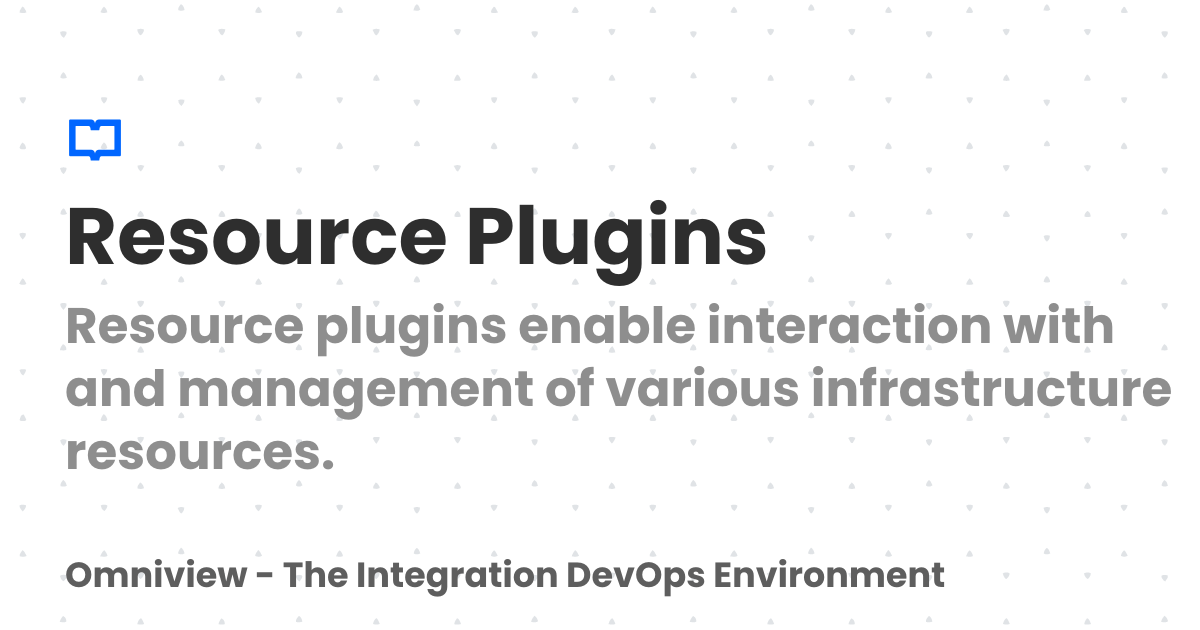 Resource Plugins
Resource plugins enable interaction with
and management of various infrastructure
resources.
Omniview - The Integration DevOps Environment